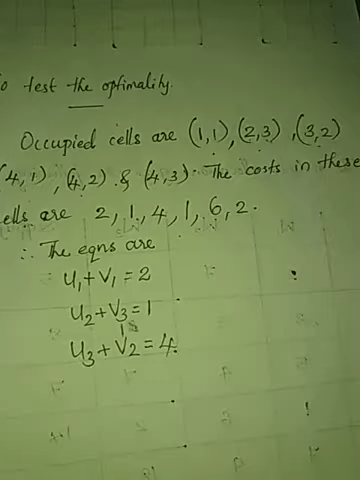 o test the optimality.
Occupied cells are (1,1), (2,3), (3,2)
(4,1), (4,2) & (4,3). The costs in these
cells are 2, 1, 4, 1, 6, 2.
∴ The eqns are
u₁+v₁ = 2
u₂+v₃ = 1
u₃+v₂ = 4.